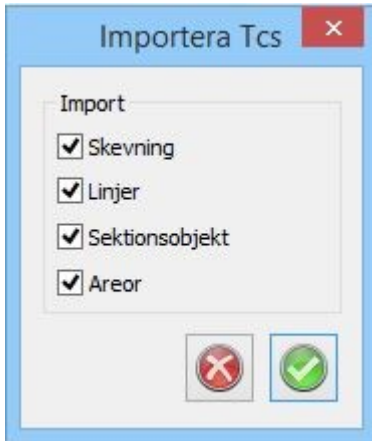 Importera Tcs
Import
Skevning
Linjer
Sektionsobjekt
Areor